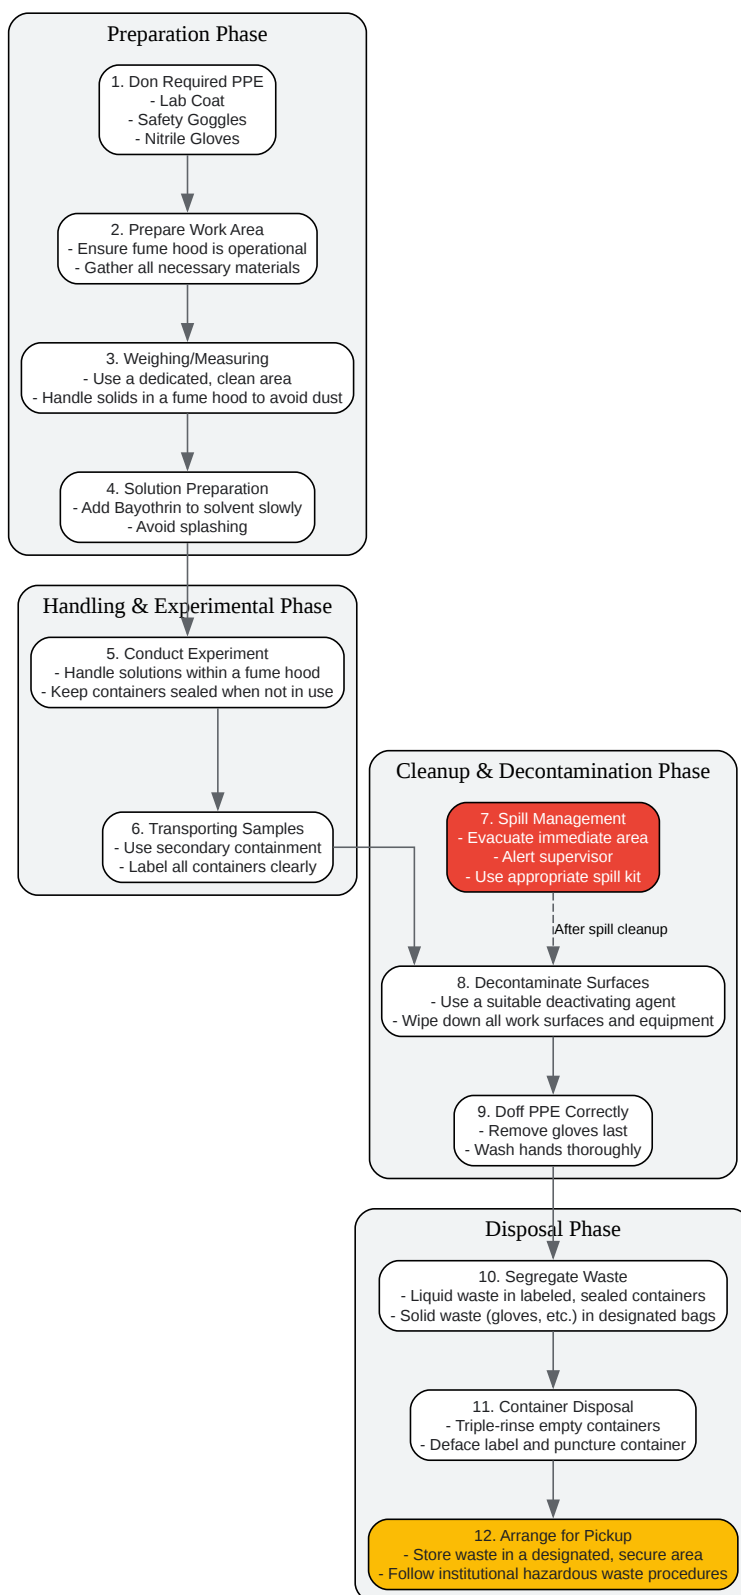 Preparation Phase
1. Don Required PPE
- Lab Coat
- Safety Goggles
- Nitrile Gloves
2. Prepare Work Area
- Ensure fume hood is operational
- Gather all necessary materials
3. Weighing/Measuring
- Use a dedicated, clean area
- Handle solids in a fume hood to avoid dust
4. Solution Preparation
- Add Bayothrin to solvent slowly
- Avoid splashing
Handling & Experimental Phase
5. Conduct Experiment
- Handle solutions within a fume hood
- Keep containers sealed when not in use
6. Transporting Samples
- Use secondary containment
- Label all containers clearly
Cleanup & Decontamination Phase
7. Spill Management
- Evacuate immediate area
- Alert supervisor
- Use appropriate spill kit
After spill cleanup
8. Decontaminate Surfaces
- Use a suitable deactivating agent
- Wipe down all work surfaces and equipment
9. Doff PPE Correctly
- Remove gloves last
- Wash hands thoroughly
Disposal Phase
10. Segregate Waste
- Liquid waste in labeled, sealed containers
- Solid waste (gloves, etc.) in designated bags
11. Container Disposal
- Triple-rinse empty containers
- Deface label and puncture container
12. Arrange for Pickup
- Store waste in a designated, secure area
- Follow institutional hazardous waste procedures